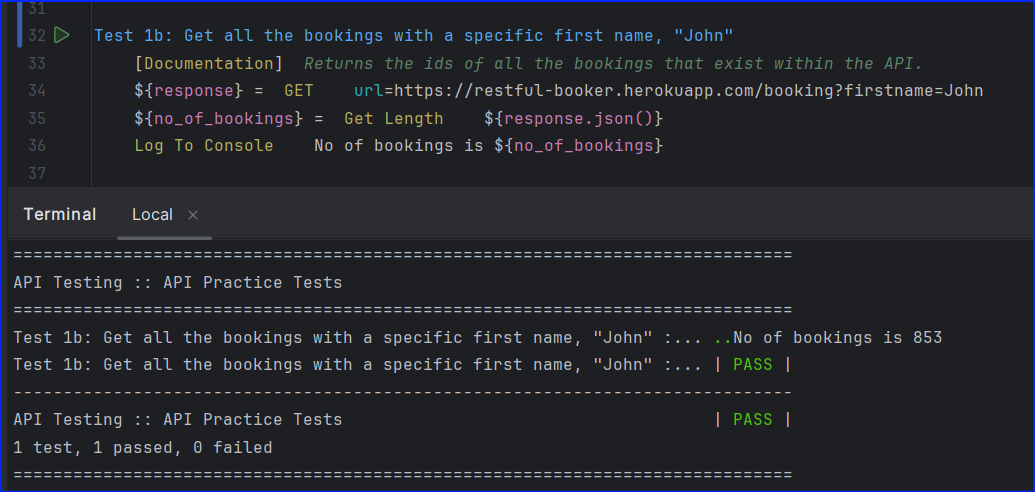 31
32 Test 1b: Get all the bookings with a specific first name, "John"
33 [Documentation] Returns the ids of all the bookings that exist within the API.
34 ${response} = GET url=https://restful-booker.herokuapp.com/booking?firstname=John
35 ${no_of_bookings} = Get Length ${response.json()}
36 Log To Console No of bookings is ${no_of_bookings}
37
Terminal Local ×
==============================================================================
API Testing :: API Practice Tests
==============================================================================
Test 1b: Get all the bookings with a specific first name, "John" :... ..No of bookings is 853
Test 1b: Get all the bookings with a specific first name, "John" :... | PASS |
------------------------------------------------------------------------------
API Testing :: API Practice Tests | PASS |
1 test, 1 passed, 0 failed
==============================================================================